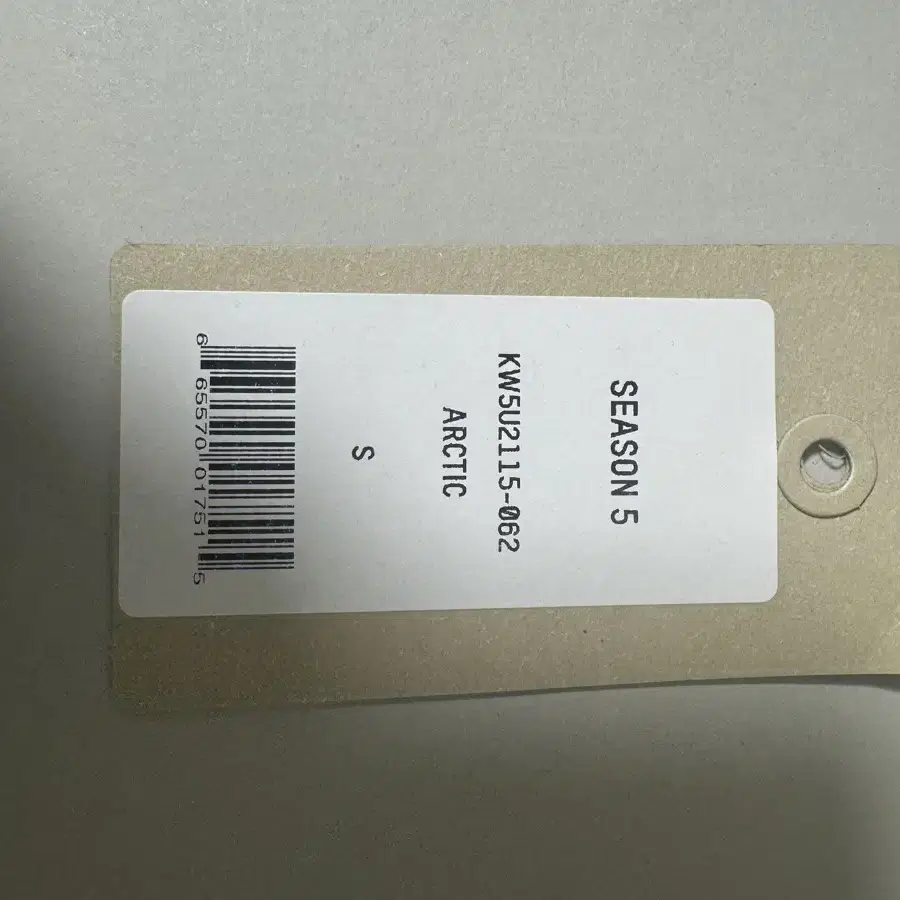 SEASON 5
KW5U2115-062
ARCTIC
S
6 65570 01751 5